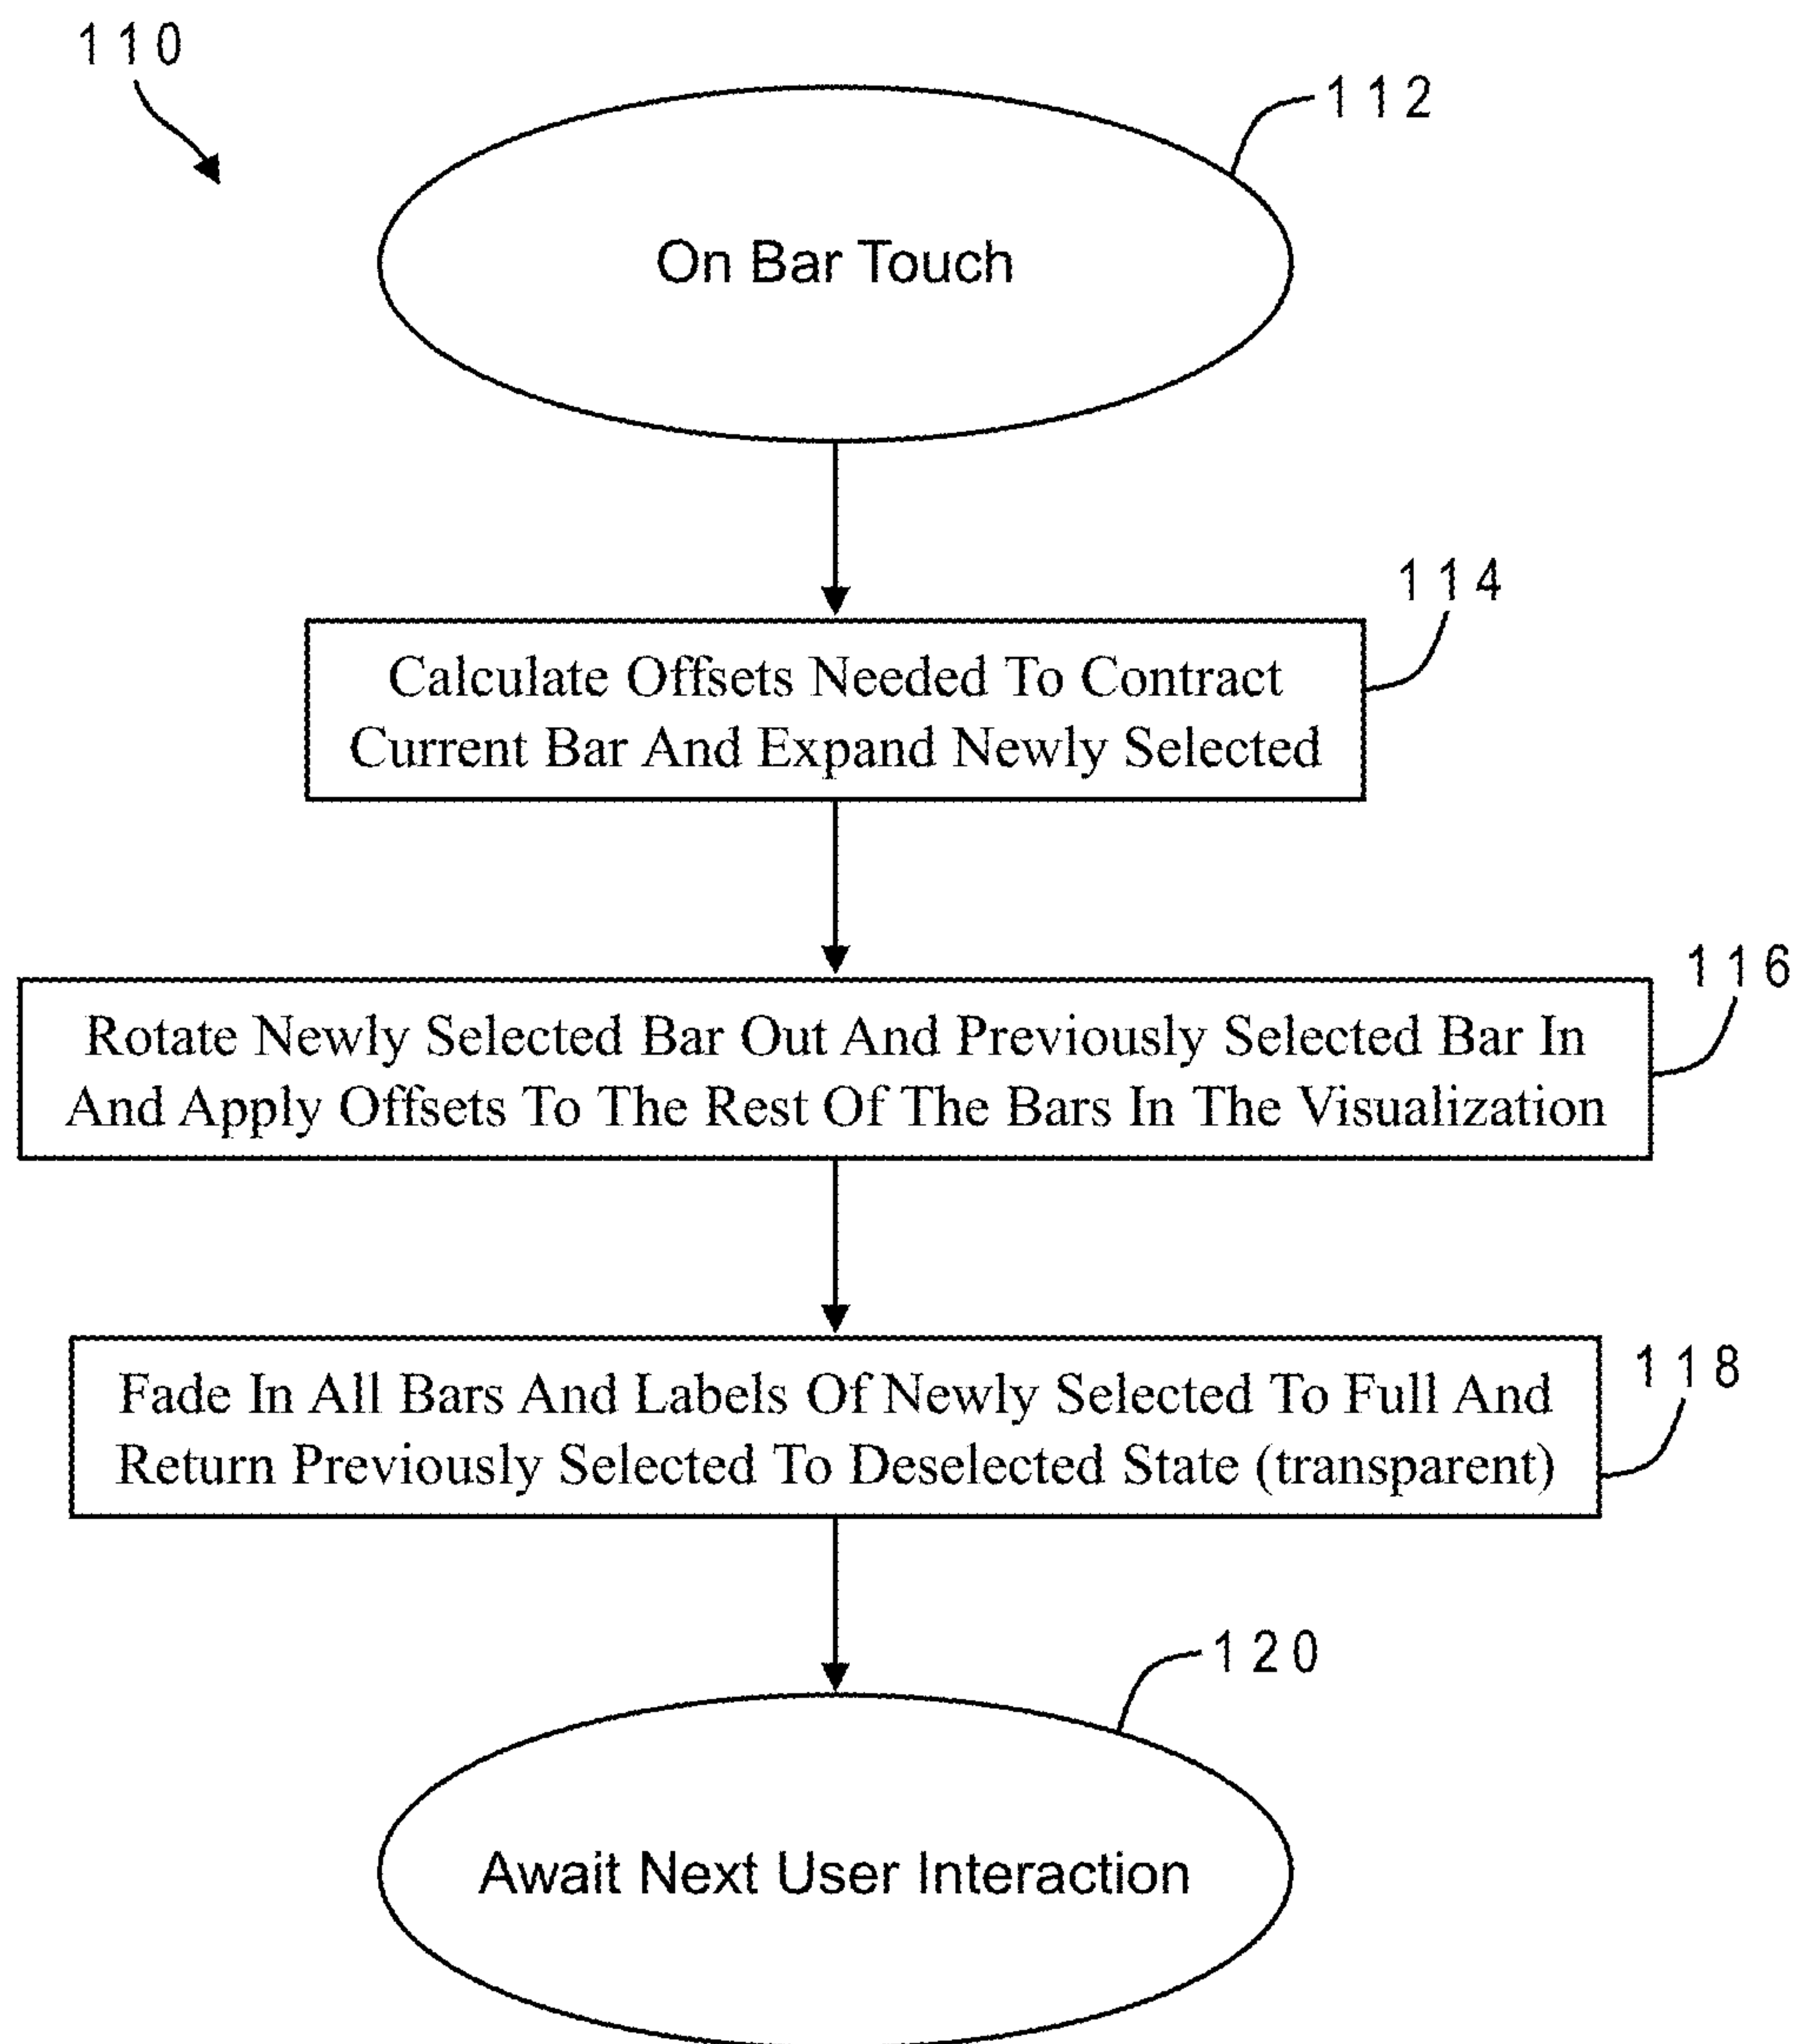 110
112
On Bar Touch
114
Calculate Offsets Needed To Contract
Current Bar And Expand Newly Selected
116
Rotate Newly Selected Bar Out And Previously Selected Bar In
And Apply Offsets To The Rest Of The Bars In The Visualization
118
Fade In All Bars And Labels Of Newly Selected To Full And
Return Previously Selected To Deselected State (transparent)
120
Await Next User Interaction